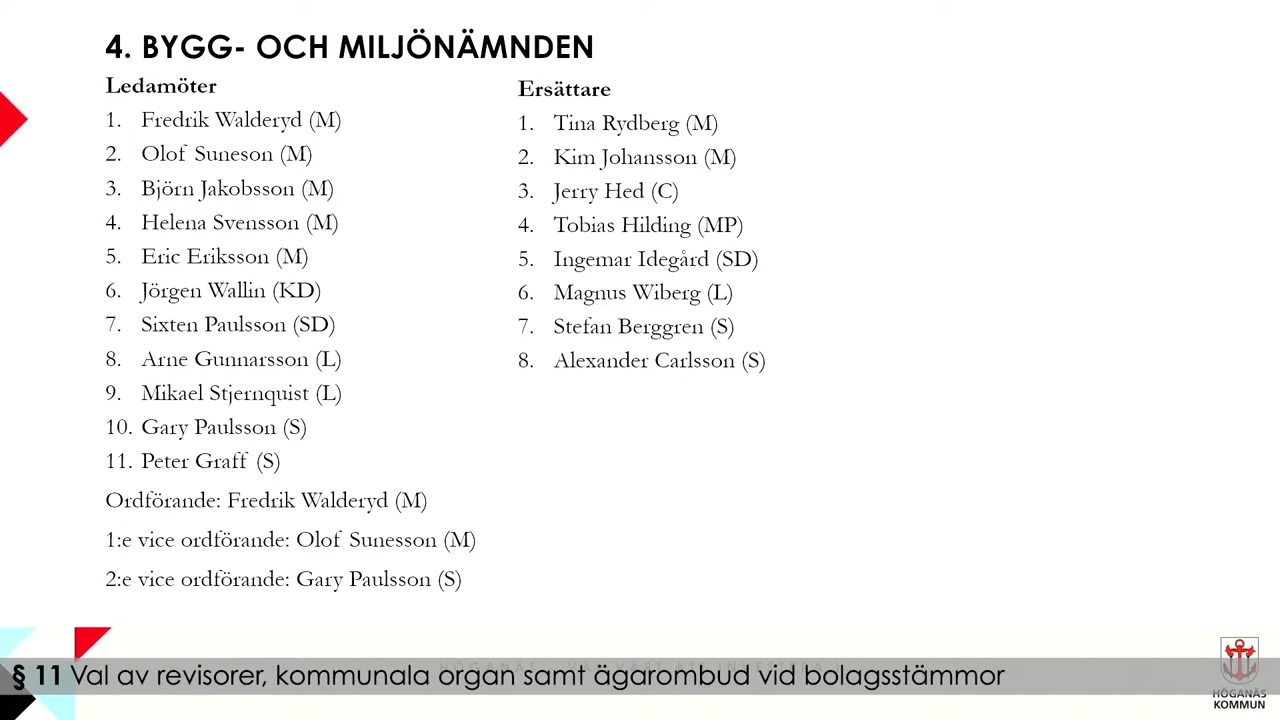 4. BYGG- OCH MILJÖNÄMNDEN
Ledamöter
1. Fredrik Walderyd (M)
2. Olof Suneson (M)
3. Björn Jakobsson (M)
4. Helena Svensson (M)
5. Eric Eriksson (M)
6. Jörgen Wallin (KD)
7. Sixten Paulsson (SD)
8. Arne Gunnarsson (L)
9. Mikael Stjernquist (L)
10. Gary Paulsson (S)
11. Peter Graff (S)
Ordförande: Fredrik Walderyd (M)
1:e vice ordförande: Olof Sunesson (M)
2:e vice ordförande: Gary Paulsson (S)
Ersättare
1. Tina Rydberg (M)
2. Kim Johansson (M)
3. Jerry Hed (C)
4. Tobias Hilding (MP)
5. Ingemar Idegård (SD)
6. Magnus Wiberg (L)
7. Stefan Berggren (S)
8. Alexander Carlsson (S)
§ 11 Val av revisorer, kommunala organ samt ägarombud vid bolagsstämmor
HÖGANÄS
KOMMUN